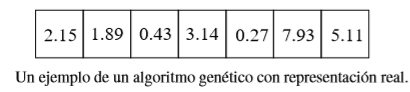 2.15 1.89 0.43 3.14 0.27 7.93 5.11
Un ejemplo de un algoritmo genético con representación real.